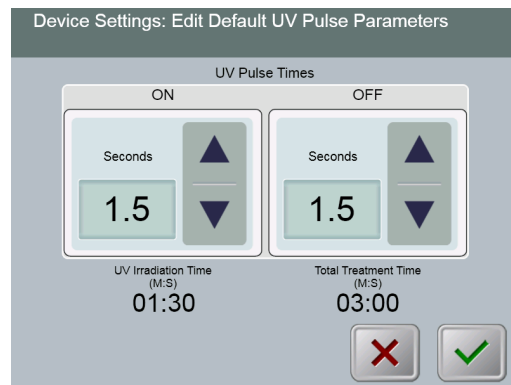 Device Settings: Edit Default UV Pulse Parameters
UV Pulse Times
ON OFF
Seconds Seconds
1.5 1.5
UV Irradiation Time Total Treatment Time
(M:S) (M:S)
01:30 03:00